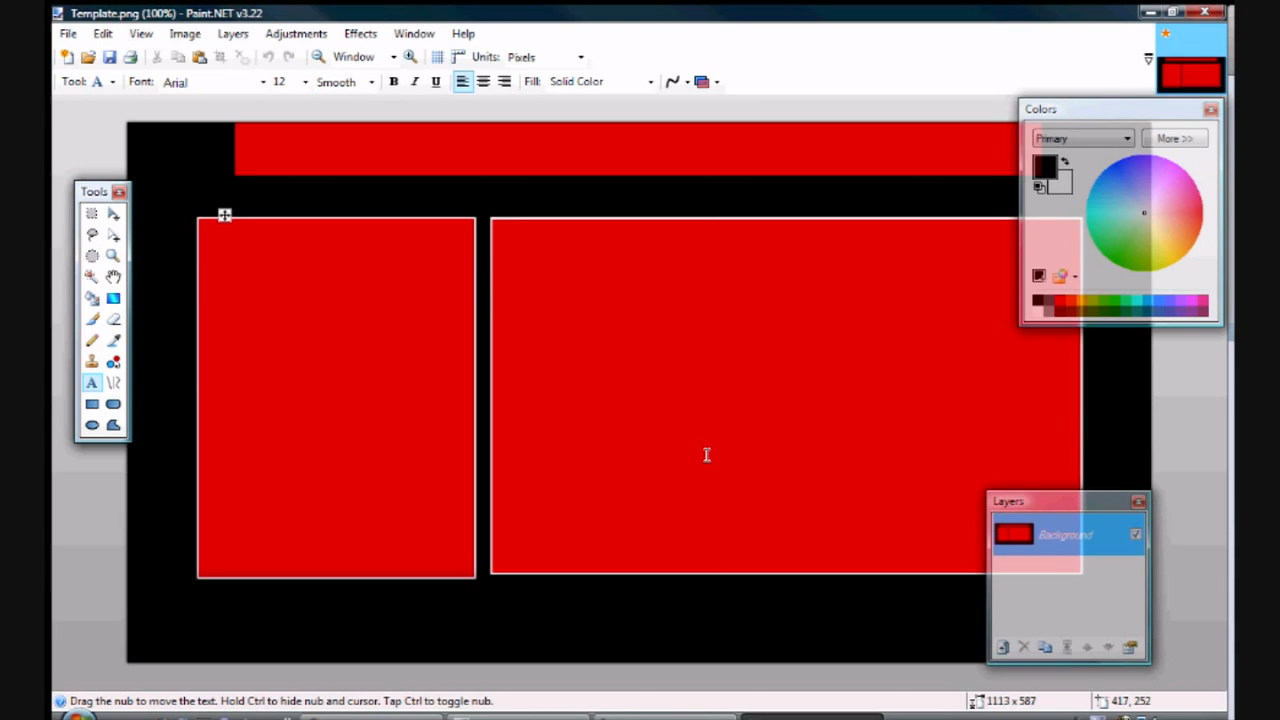 Template.png (100%) - Paint.NET v3.22
File Edit View Image Layers Adjustments Effects Window Help
Window Units: Pixels
Tool: A Font: Arial 12 Smooth B I U Fill: Solid Color
Colors
Primary More >>
Tools
A
Layers
Background
Drag the nub to move the text. Hold Ctrl to hide nub and cursor. Tap Ctrl to toggle nub.
1113 x 587
417, 252